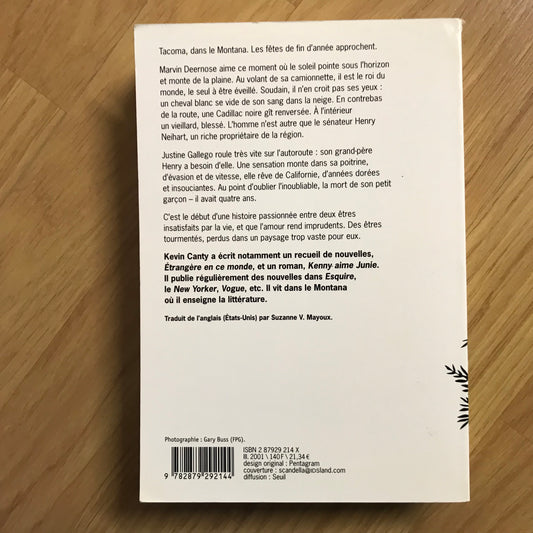 Tacoma, dans le Montana. Les fêtes de fin d'année approchent.
Marvin Deernose aime ce moment où le soleil pointe sous l'horizon
et monte de la plaine. Au volant de sa camionnette, il est le roi du
monde, le seul à être éveillé. Soudain, il n'en croit pas ses yeux :
un cheval blanc se vide de son sang dans la neige. En contrebas
de la route, une Cadillac noire gît renversée. À l'intérieur
un vieillard, blessé. L'homme n'est autre que le sénateur Henry
Neihart, un riche propriétaire de la région.
Justine Gallego roule très vite sur l'autoroute : son grand-père
Henry a besoin d'elle. Une sensation monte dans sa poitrine,
d'évasion et de vitesse, elle rêve de Californie, d'années dorées
et insouciantes. Au point d'oublier l'inoubliable, la mort de son petit
garçon – il avait quatre ans.
C'est le début d'une histoire passionnée entre deux êtres
insatisfaits par la vie, et que l'amour rend imprudents. Des êtres
tourmentés, perdus dans un paysage trop vaste pour eux.
Kevin Canty a écrit notamment un recueil de nouvelles,
Étrangère en ce monde, et un roman, Kenny aime Junie.
Il publie régulièrement des nouvelles dans Esquire,
le New Yorker, Vogue, etc. Il vit dans le Montana
où il enseigne la littérature.
Traduit de l'anglais (États-Unis) par Suzanne V. Mayoux.
Photographie : Gary Buss (FPG).
ISBN 2 87929 214 X
III. 2001 \ 140 F \ 21,34 €
design original : Pentagram
couverture : scandella@iDSland.com
diffusion : Seuil
9 782879 292144